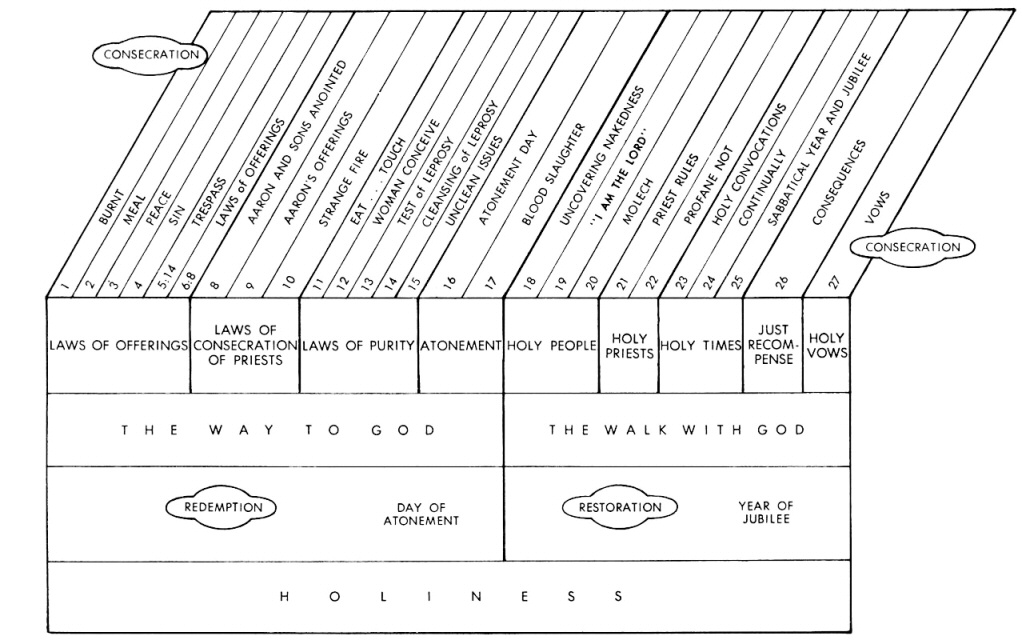 CONSECRATION
BURNT
MEAL
PEACE
SIN
TRESPASS
LAWS of OFFERINGS
AARON AND SONS ANOINTED
AARON'S OFFERINGS
STRANGE FIRE
EAT . . . TOUCH
WOMAN CONCEIVE
TEST of LEPROSY
CLEANSING of LEPROSY
UNCLEAN ISSUES
ATONEMENT DAY
BLOOD SLAUGHTER
UNCOVERING NAKEDNESS
"I AM THE LORD"
MOLECH
PRIEST RULES
PROFANE NOT
HOLY CONVOCATIONS
CONTINUALLY
SABBATICAL YEAR AND JUBILEE
CONSEQUENCES
VOWS
CONSECRATION
1 2 3 4 5:14 6:8 8 9 10 11 12 13 14 15 16 17 18 19 20 21 22 23 24 25 26 27
LAWS OF OFFERINGS
LAWS OF
CONSECRATION
OF PRIESTS
LAWS OF PURITY
ATONEMENT
HOLY PEOPLE
HOLY
PRIESTS
HOLY TIMES
JUST
RECOM-
PENSE
HOLY
VOWS
THE WAY TO GOD
THE WALK WITH GOD
REDEMPTION
DAY OF
ATONEMENT
RESTORATION
YEAR OF
JUBILEE
HOLINESS